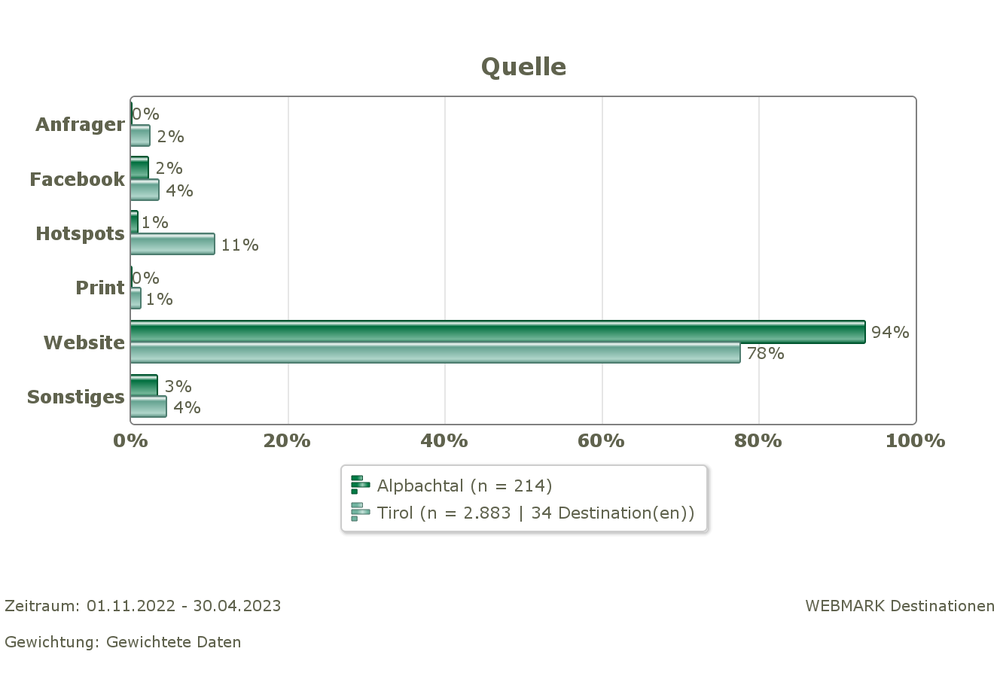 Quelle
Anfrager
0%
2%
Facebook
2%
4%
Hotspots
1%
11%
Print
0%
1%
Website
94%
78%
Sonstiges
3%
4%
0% 20% 40% 60% 80% 100%
Alpbachtal (n = 214)
Tirol (n = 2.883 | 34 Destination(en))
Zeitraum: 01.11.2022 - 30.04.2023
WEBMARK Destinationen
Gewichtung: Gewichtete Daten